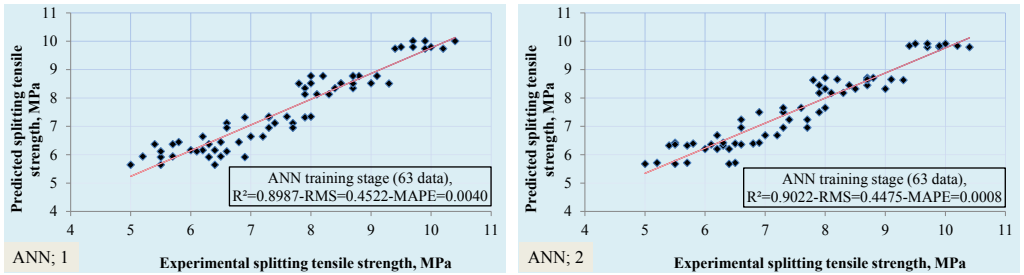 Predicted splitting tensile
strength, MPa
11
10
9
8
7
6
5
4
ANN training stage (63 data),
R²=0.8987-RMS=0.4522-MAPE=0.0040
4 5 6 7 8 9 10 11
ANN; 1
Experimental splitting tensile strength, MPa
Predicted splitting tensile
strength, MPa
11
10
9
8
7
6
5
4
ANN training stage (63 data),
R²=0.9022-RMS=0.4475-MAPE=0.0008
4 5 6 7 8 9 10 11
ANN; 2
Experimental splitting tensile strength, MPa